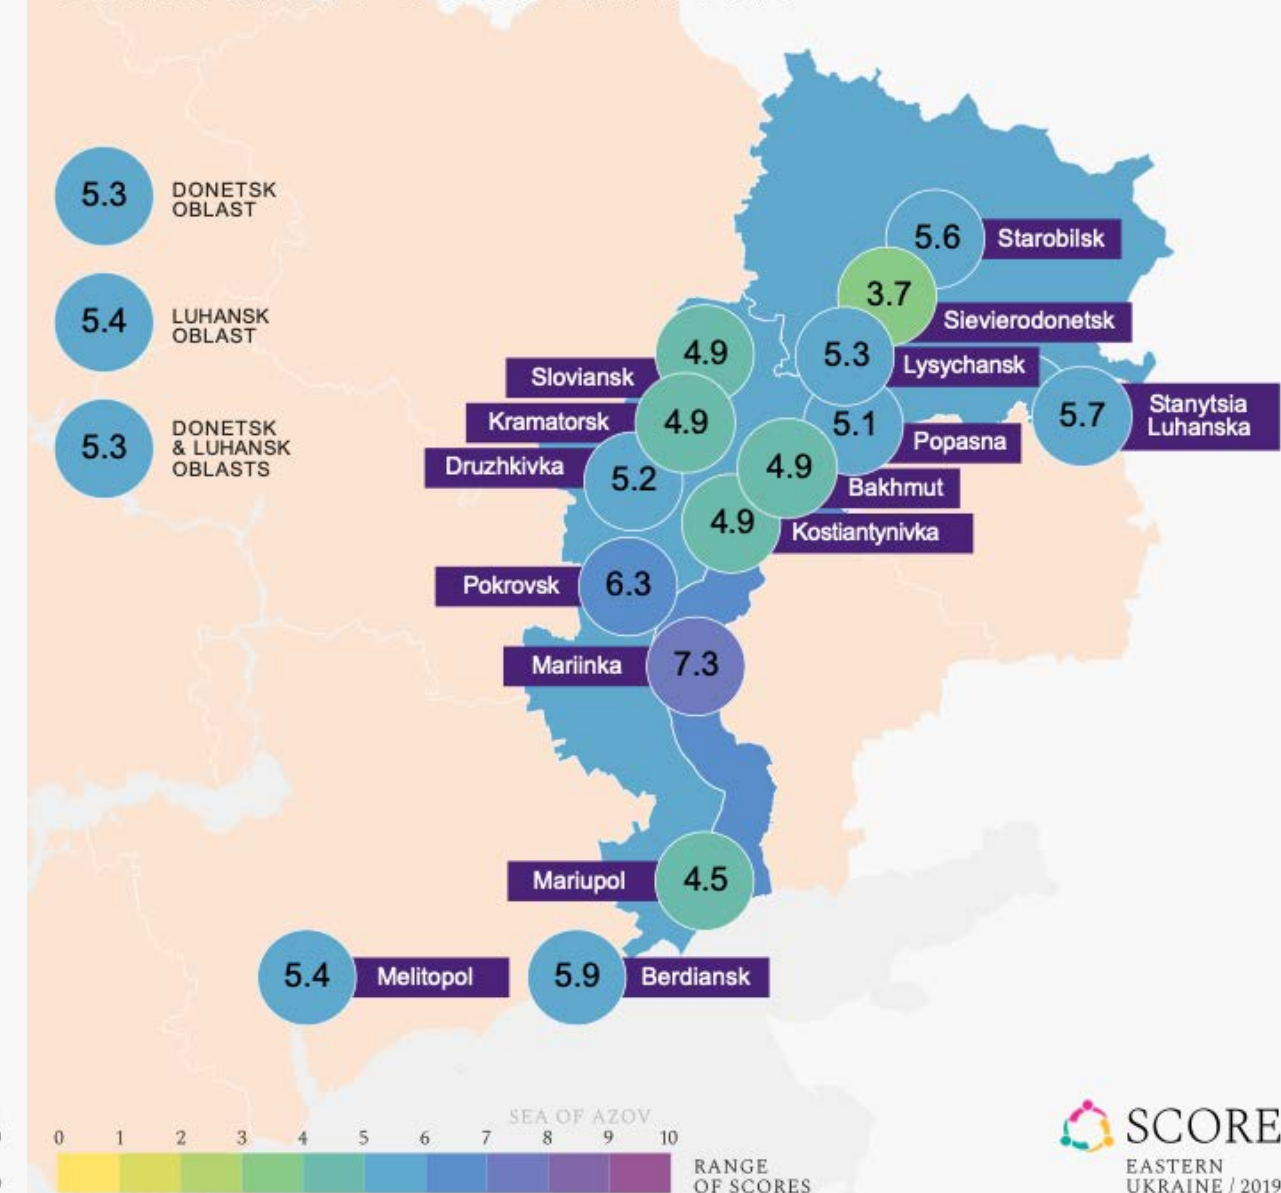 5.3
DONETSK
OBLAST
5.4
LUHANSK
OBLAST
5.3
DONETSK
& LUHANSK
OBLASTS
5.6
Starobilsk
3.7
Sievierodonetsk
4.9
Sloviansk
5.3
Lysychansk
4.9
Kramatorsk
5.1
Popasna
5.7
Stanytsia
Luhanska
Druzhkivka
5.2
4.9
Bakhmut
4.9
Kostiantynivka
Pokrovsk
6.3
Mariinka
7.3
Mariupol
4.5
5.4
Melitopol
5.9
Berdiansk
SEA OF AZOV
0 1 2 3 4 5 6 7 8 9 10
RANGE
OF SCORES
SCORE
EASTERN
UKRAINE / 2019